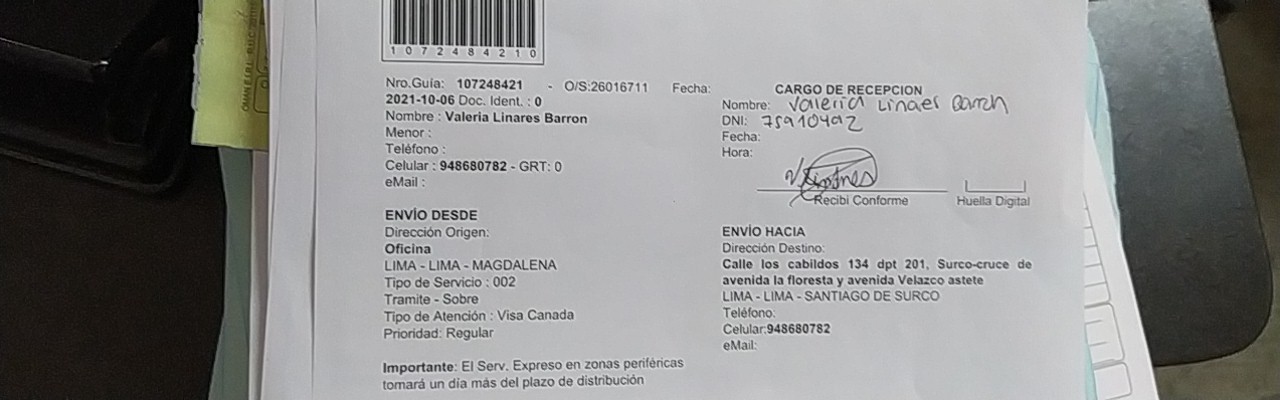 1 0 7 2 4 8 4 2 1 0
Nro.Guía: 107248421 - O/S:26016711 Fecha:
2021-10-06 Doc. Ident. : 0
Nombre : Valeria Linares Barron
Menor :
Teléfono :
Celular : 948680782 - GRT: 0
eMail :
ENVÍO DESDE
Dirección Origen:
Oficina
LIMA - LIMA - MAGDALENA
Tipo de Servicio : 002
Tramite - Sobre
Tipo de Atención : Visa Canada
Prioridad: Regular
Importante: El Serv. Expreso en zonas periféricas
tomará un día más del plazo de distribución
CARGO DE RECEPCION
Nombre: Valeria Linaes Barrón
DNI: 75910492
Fecha:
Hora:
Recibi Conforme Huella Digital
ENVÍO HACIA
Dirección Destino:
Calle los cabildos 134 dpt 201, Surco-cruce de
avenida la floresta y avenida Velazco astete
LIMA - LIMA - SANTIAGO DE SURCO
Teléfono:
Celular:948680782
eMail: